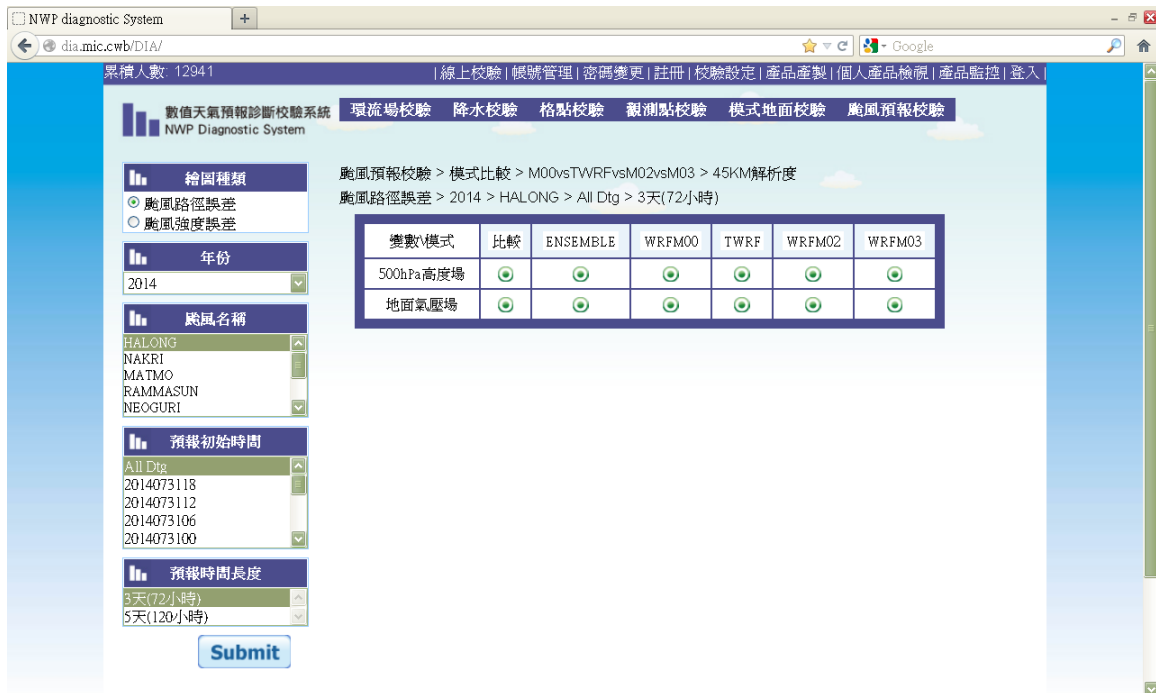 NWP diagnostic System
dia.mic.cwb/DIA/
Google
累積人數: 12941
|線上校驗|帳號管理|密碼變更|註冊|校驗設定|產品產製|個人產品檢視|產品監控|登入|
數值天氣預報診斷校驗系統
NWP Diagnostic System
環流場校驗 降水校驗 格點校驗 觀測點校驗 模式地面校驗 颱風預報校驗
繪圖種類
颱風路徑誤差
颱風強度誤差
年份
2014
颱風名稱
HALONG
NAKRI
MATMO
RAMMASUN
NEOGURI
預報初始時間
All Dtg
2014073118
2014073112
2014073106
2014073100
預報時間長度
3天(72小時)
5天(120小時)
Submit
颱風預報校驗 > 模式比較 > M00vsTWRFvsM02vsM03 > 45KM解析度
颱風路徑誤差 > 2014 > HALONG > All Dtg > 3天(72小時)
變數\模式 比較 ENSEMBLE WRFM00 TWRF WRFM02 WRFM03
500hPa高度場
地面氣壓場